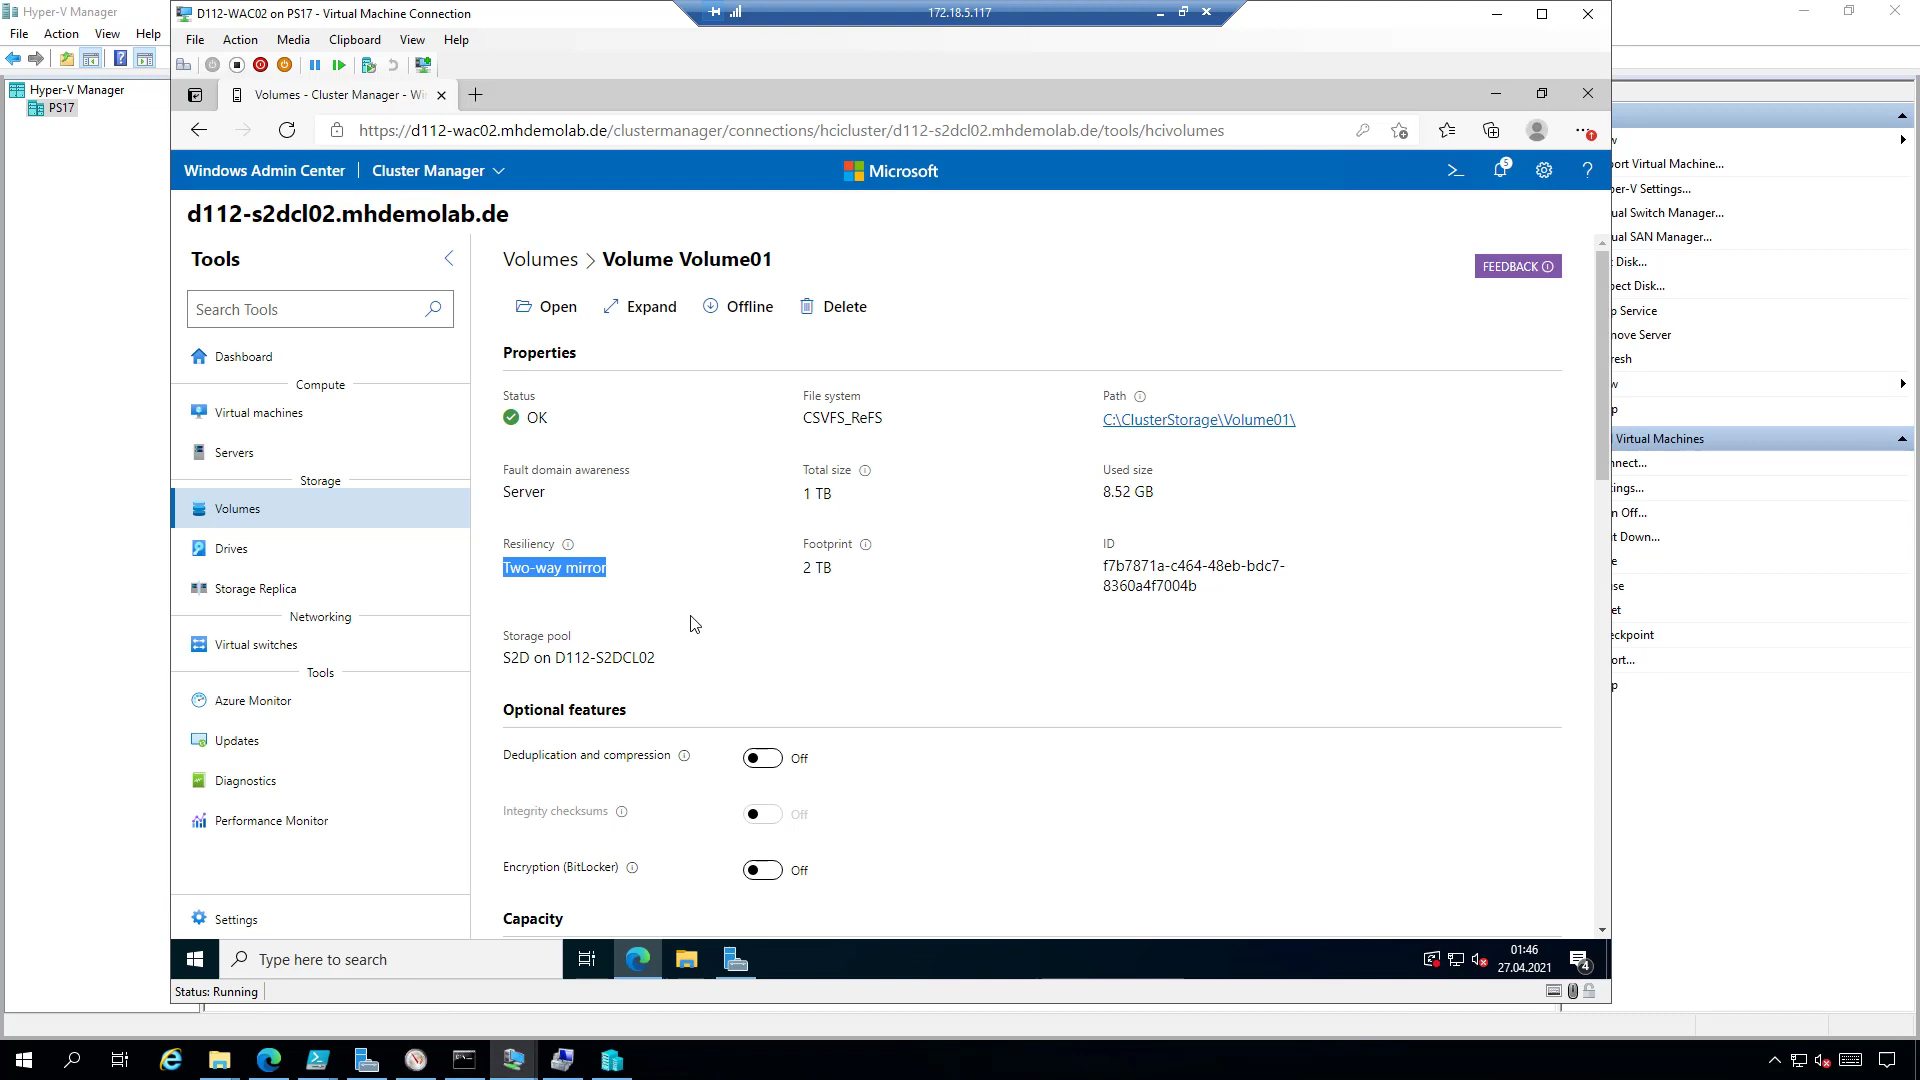 Hyper-V Manager
File Action View Help
Hyper-V Manager
PS17
D112-WAC02 on PS17 - Virtual Machine Connection
172.18.5.117
File Action Media Clipboard View Help
Volumes - Cluster Manager - Wi
https://d112-wac02.mhdemolab.de/clustermanager/connections/hcicluster/d112-s2dcl02.mhdemolab.de/tools/hcivolumes
Windows Admin Center | Cluster Manager
Microsoft
5
d112-s2dcl02.mhdemolab.de
Tools
Search Tools
Dashboard
Compute
Virtual machines
Servers
Storage
Volumes
Drives
Storage Replica
Networking
Virtual switches
Tools
Azure Monitor
Updates
Diagnostics
Performance Monitor
Settings
Volumes > Volume Volume01
FEEDBACK
Open Expand Offline Delete
Properties
Status
OK
File system
CSVFS_ReFS
Path
C:\ClusterStorage\Volume01\
Fault domain awareness
Server
Total size
1 TB
Used size
8.52 GB
Resiliency
Two-way mirror
Footprint
2 TB
ID
f7b7871a-c464-48eb-bdc7-
8360a4f7004b
Storage pool
S2D on D112-S2DCL02
Optional features
Deduplication and compression Off
Integrity checksums Off
Encryption (BitLocker) Off
Capacity
Type here to search
01:46
27.04.2021
4
Status: Running
w
ort Virtual Machine...
er-V Settings...
ual Switch Manager...
ual SAN Manager...
t Disk...
pect Disk...
p Service
nove Server
resh
w
p
l Virtual Machines
nnect...
ings...
n Off...
t Down...
e
use
et
eckpoint
ort...
p